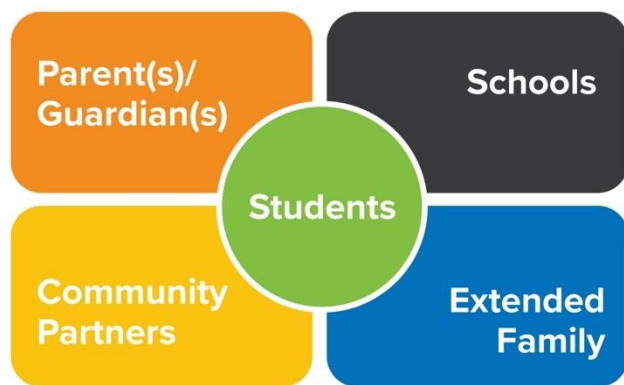 Parent(s)/
Guardian(s)
Schools
Students
Community
Partners
Extended
Family